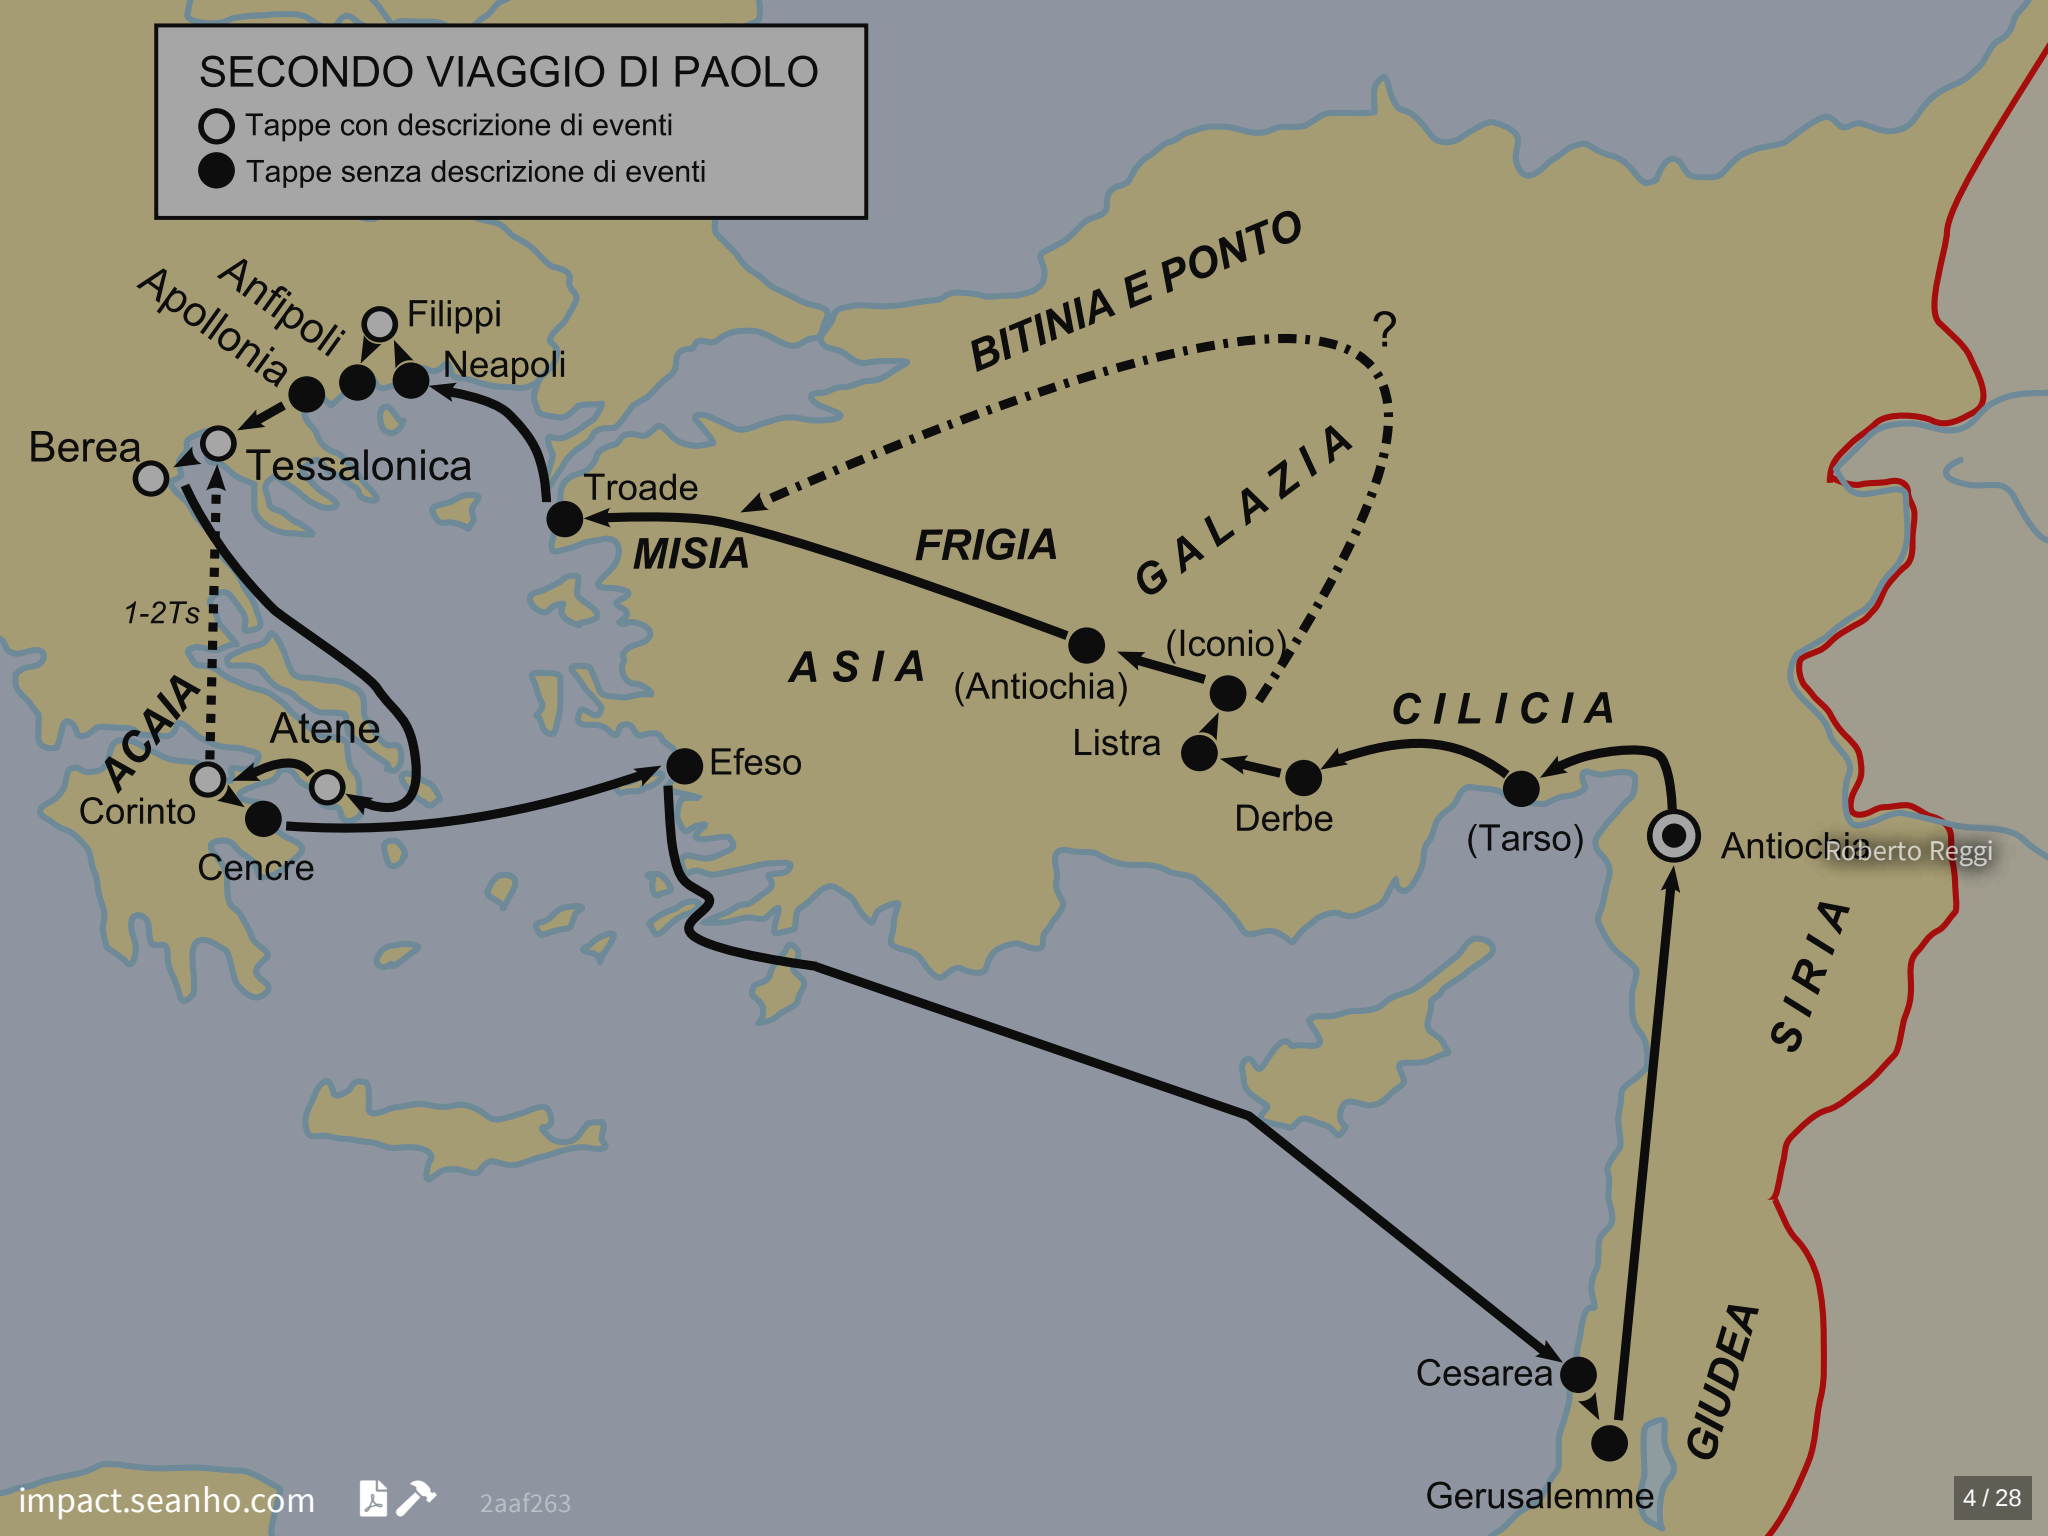 SECONDO VIAGGIO DI PAOLO
Tappe con descrizione di eventi
Tappe senza descrizione di eventi
BITINIA E PONTO
?
Anfipoli
Apollonia
Filippi
Neapoli
Berea
Tessalonica
Troade
MISIA
FRIGIA
GALAZIA
1-2Ts
ASIA
(Iconio)
(Antiochia)
CILICIA
ACAIA
Atene
Listra
Efeso
Corinto
Derbe
(Tarso)
Antiochia
Roberto Reggi
Cencre
SIRIA
Cesarea
GIUDEA
Gerusalemme
impact.seanho.com
2aaf263
4 / 28